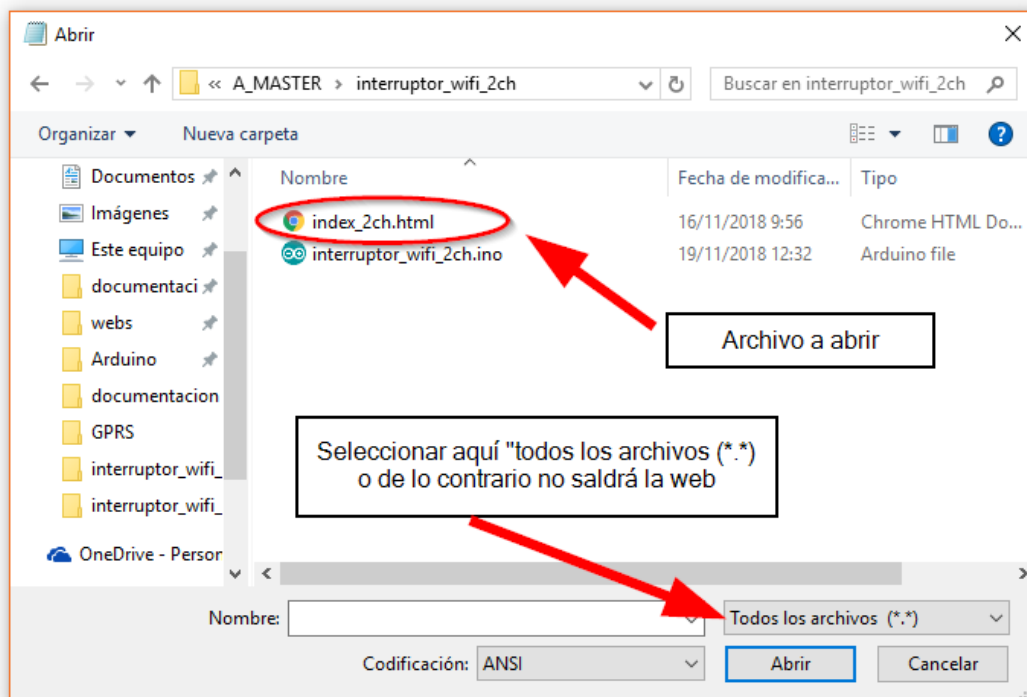 Abrir
« A_MASTER > interruptor_wifi_2ch
Buscar en interruptor_wifi_2ch
Organizar
Nueva carpeta
Documentos
Imágenes
Este equipo
documentaci
webs
Arduino
documentacion
GPRS
interruptor_wifi_
interruptor_wifi_
OneDrive - Person
Nombre
Fecha de modifica...
Tipo
index_2ch.html
16/11/2018 9:56
Chrome HTML Do...
interruptor_wifi_2ch.ino
19/11/2018 12:32
Arduino file
Archivo a abrir
Seleccionar aquí "todos los archivos (*.*)
o de lo contrario no saldrá la web
Nombre:
Todos los archivos (*.*)
Codificación:
ANSI
Abrir
Cancelar